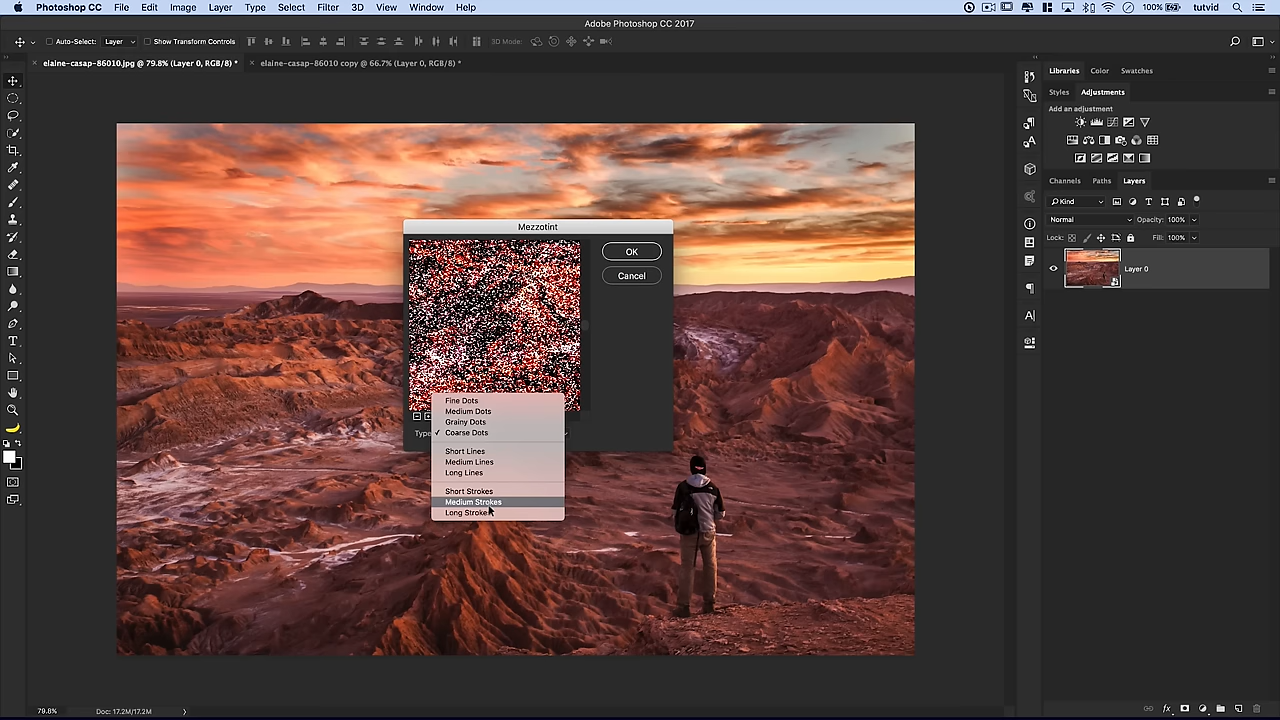 Photoshop CC File Edit Image Layer Type Select Filter 3D View Window Help 100% tutvid
Adobe Photoshop CC 2017
Auto-Select: Layer Show Transform Controls 3D Mode:
elaine-casap-86010.jpg @ 79.8% (Layer 0, RGB/8) * elaine-casap-86010 copy @ 66.7% (Layer 0, RGB/8) *
Libraries Color Swatches
Styles Adjustments
Add an adjustment
Channels Paths Layers
Kind
Normal Opacity: 100%
Lock: Fill: 100%
Layer 0
Mezzotint
OK
Cancel
Type
Fine Dots
Medium Dots
Grainy Dots
✓ Coarse Dots
Short Lines
Medium Lines
Long Lines
Short Strokes
Medium Strokes
Long Strokes
79.8% Doc: 17.2M/17.2M